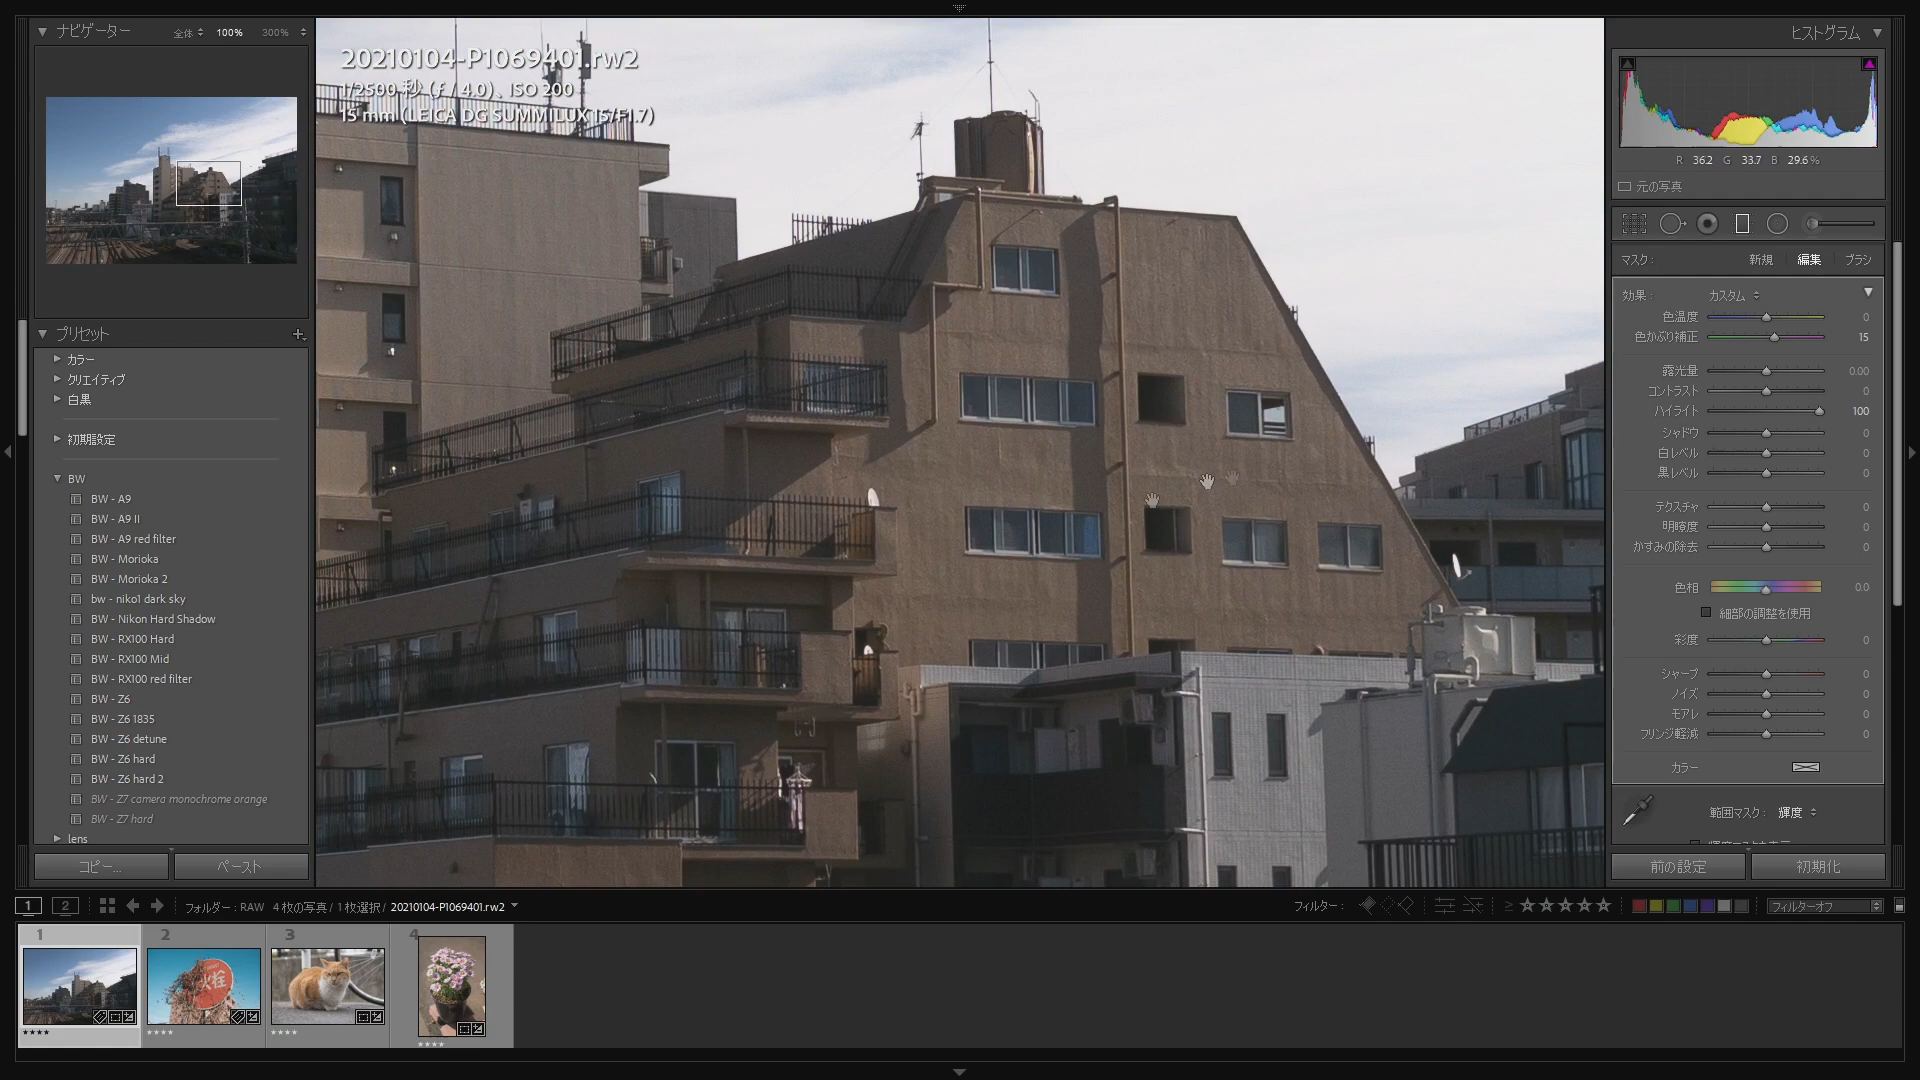 ナビゲーター 全体 100% 300%
プリセット
カラー
クリエイティブ
白黒
初期設定
BW
BW - A9
BW - A9 II
BW - A9 red filter
BW - Morioka
BW - Morioka 2
bw - niko1 dark sky
BW - Nikon Hard Shadow
BW - RX100 Hard
BW - RX100 Mid
BW - RX100 red filter
BW - Z6
BW - Z6 1835
BW - Z6 detune
BW - Z6 hard
BW - Z6 hard 2
BW - Z7 camera monochrome orange
BW - Z7 hard
lens
コピー... ペースト
20210104-P1069401.rw2
1/2500 秒 (ƒ / 4.0)、ISO 200
15 mm (LEICA DG SUMMILUX 15/F1.7)
ヒストグラム
R 36.2 G 33.7 B 29.6 %
元の写真
マスク : 新規 編集 ブラシ
効果 : カスタム
色温度 0
色かぶり補正 15
露光量 0.00
コントラスト 0
ハイライト 100
シャドウ 0
白レベル 0
黒レベル 0
テクスチャ 0
明瞭度 0
かすみの除去 0
色相 0.0
細部の調整を使用
彩度 0
シャープ 0
ノイズ 0
モアレ 0
フリンジ軽減 0
カラー
範囲マスク : 輝度
前の設定 初期化
1 2 フォルダー : RAW 4 枚の写真 / 1 枚選択 / 20210104-P1069401.rw2
フィルター : ≥ フィルターオフ
1 2 3 4